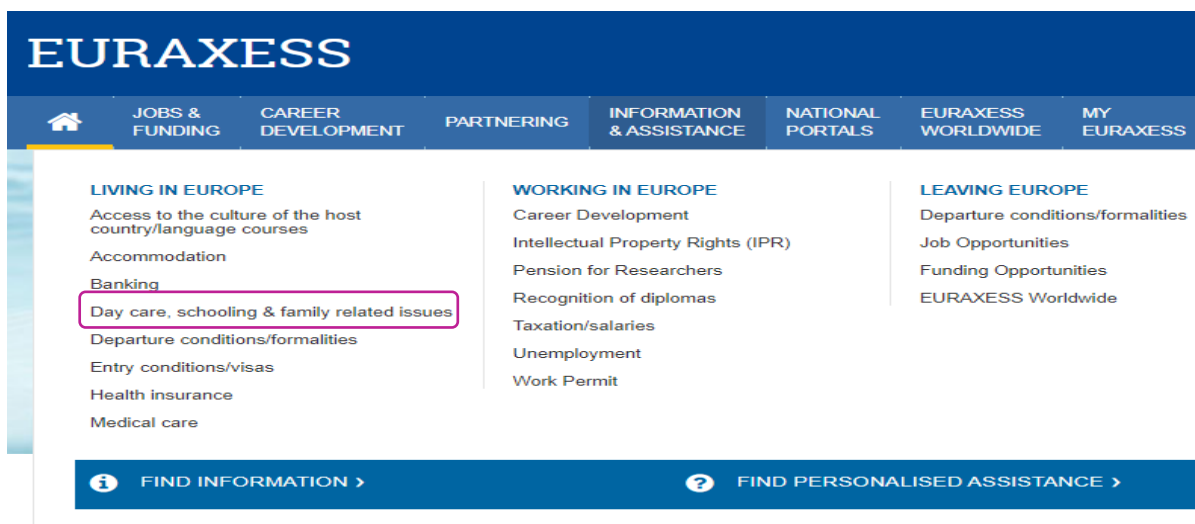 EURAXESS
JOBS &
FUNDING
CAREER
DEVELOPMENT
PARTNERING
INFORMATION
& ASSISTANCE
NATIONAL
PORTALS
EURAXESS
WORLDWIDE
MY
EURAXESS
LIVING IN EUROPE
Access to the culture of the host
country/language courses
Accommodation
Banking
Day care, schooling & family related issues
Departure conditions/formalities
Entry conditions/visas
Health insurance
Medical care
WORKING IN EUROPE
Career Development
Intellectual Property Rights (IPR)
Pension for Researchers
Recognition of diplomas
Taxation/salaries
Unemployment
Work Permit
LEAVING EUROPE
Departure conditions/formalities
Job Opportunities
Funding Opportunities
EURAXESS Worldwide
FIND INFORMATION >
FIND PERSONALISED ASSISTANCE >